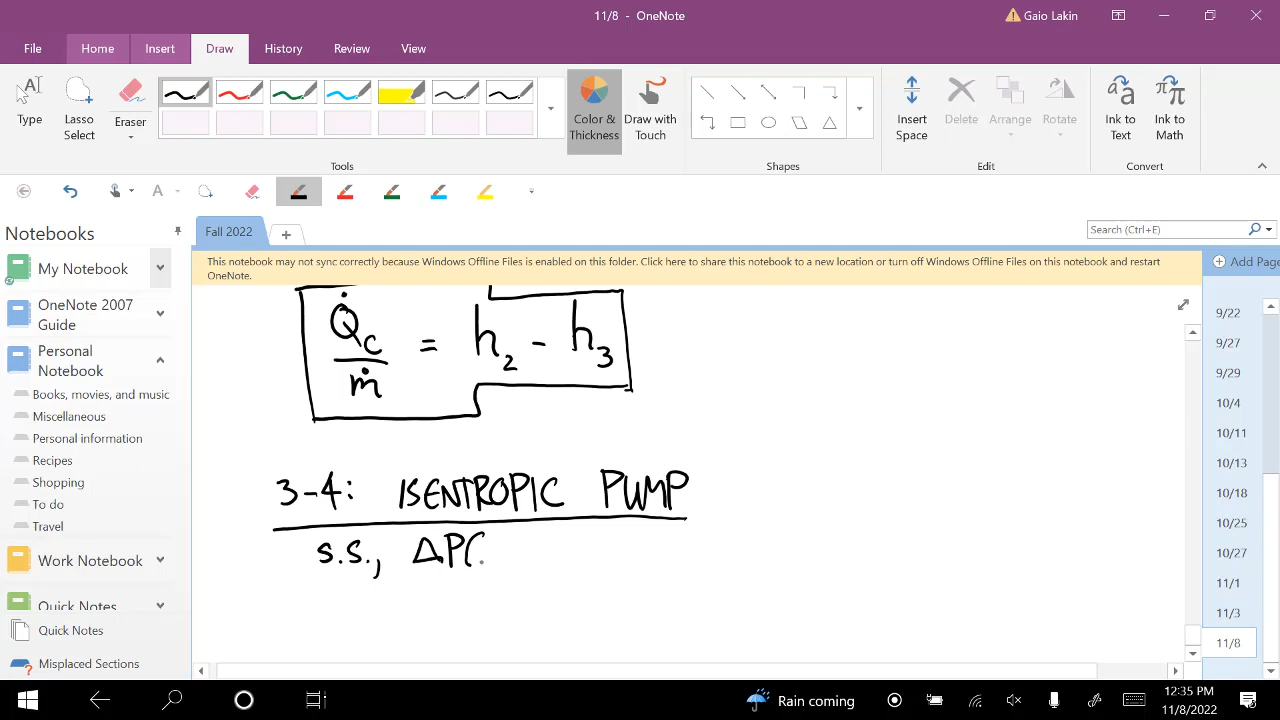 11/8 - OneNote
Gaio Lakin
File Home Insert Draw History Review View
Type
Lasso Select
Eraser
Color & Thickness
Draw with Touch
Insert Space
Delete
Arrange
Rotate
Ink to Text
Ink to Math
Tools
Shapes
Edit
Convert
A
Notebooks
Fall 2022
Search (Ctrl+E)
This notebook may not sync correctly because Windows Offline Files is enabled on this folder. Click here to share this notebook to a new location or turn off Windows Offline Files on this notebook and restart
OneNote.
Add Page
My Notebook
OneNote 2007
Guide
Personal
Notebook
Books, movies, and music
Miscellaneous
Personal information
Recipes
Shopping
To do
Travel
Work Notebook
Quick Notes
Quick Notes
Misplaced Sections
Q̇_C / ṁ = h₂ - h₃
3-4: ISENTROPIC PUMP
S.S., ΔP(
9/22
9/27
9/29
10/4
10/11
10/13
10/18
10/25
10/27
11/1
11/3
11/8
Rain coming
12:35 PM
11/8/2022